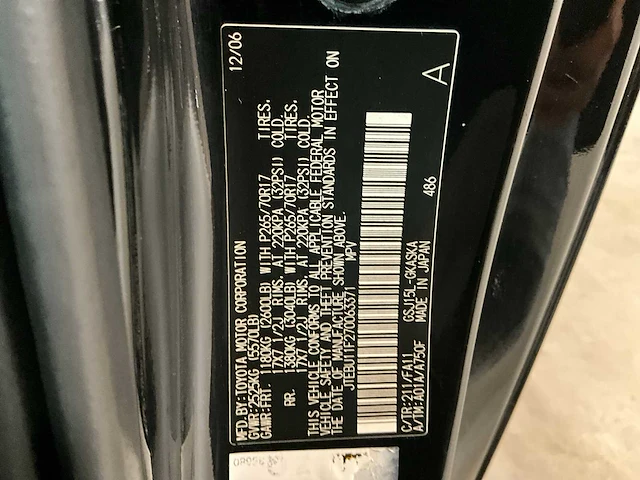 MFD.BY:TOYOTA MOTOR CORPORATION 12/06
GVWR:2525KG (5570LB)
GAWR:FRT. 1180KG (2600LB) WITH P265/70R17 TIRES.
17X7 1/2JJ RIMS. AT 220KPA (32PSI) COLD.
RR. 1380KG (3040LB) WITH P265/70R17 TIRES.
17X7 1/2JJ RIMS. AT 220KPA (32PSI) COLD.
THIS VEHICLE CONFORMS TO ALL APPLICABLE FEDERAL MOTOR
VEHICLE SAFETY AND THEFT PREVENTION STANDARDS IN EFFECT ON
THE DATE OF MANUFACTURE SHOWN ABOVE.
JTEBU11F270063371 MPV
C/TR:211/FA11 GSJ15L-GKASKA
A/TM:A01A/A750F MADE IN JAPAN 486
A